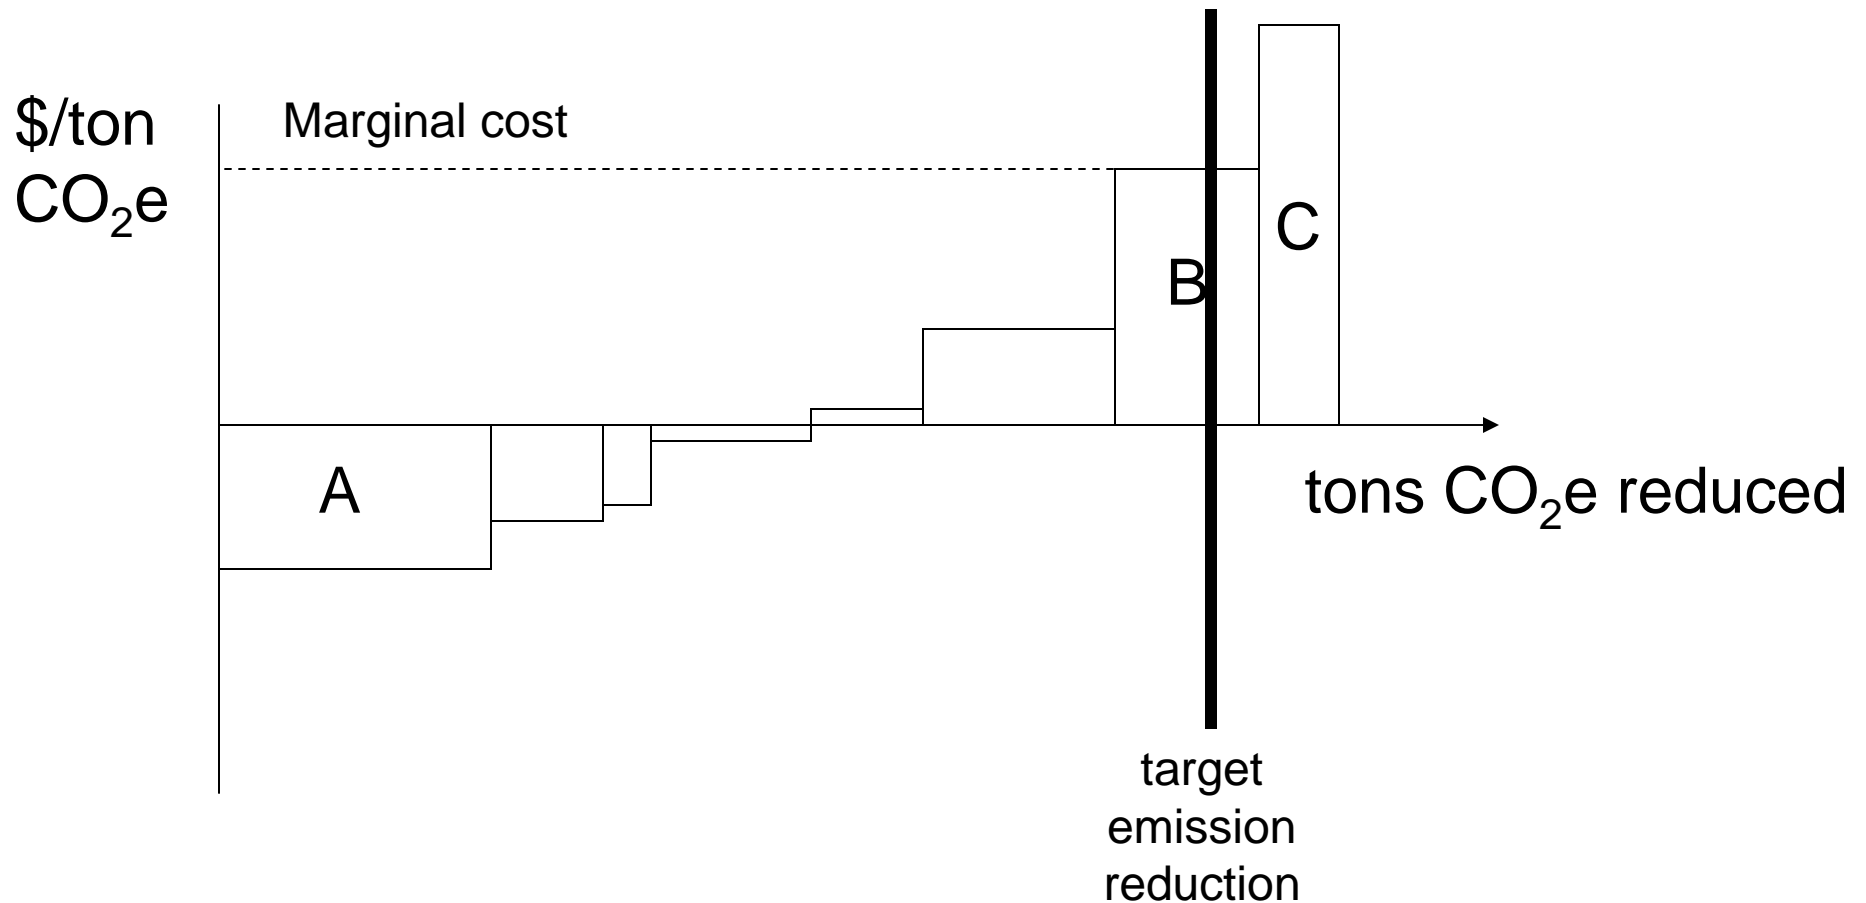 $/ton
CO₂e
Marginal cost
C
B
A
tons CO₂e reduced
target
emission
reduction